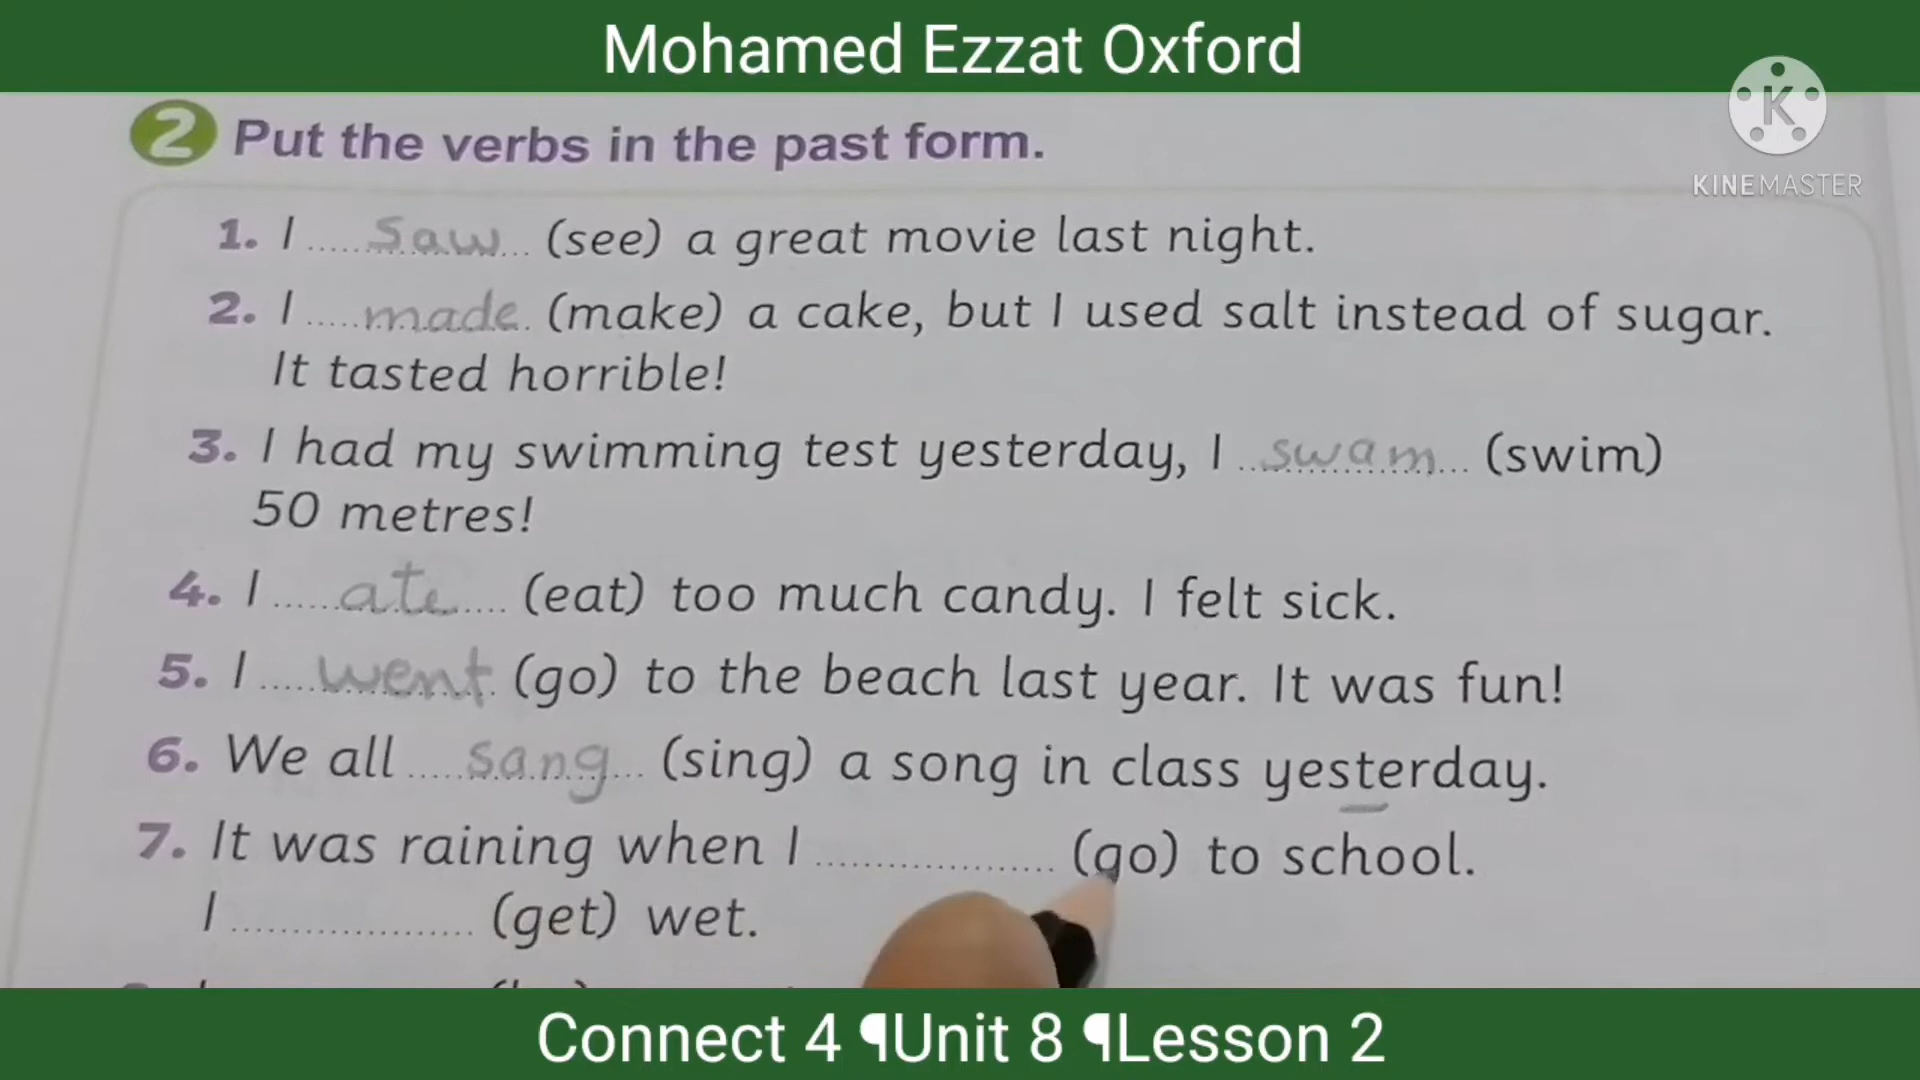 Mohamed Ezzat Oxford
K
KINEMASTER
2 Put the verbs in the past form.
1. I ......saw...... (see) a great movie last night.
2. I ......made...... (make) a cake, but I used salt instead of sugar.
It tasted horrible!
3. I had my swimming test yesterday, I ......swam...... (swim)
50 metres!
4. I ......ate...... (eat) too much candy. I felt sick.
5. I ......went...... (go) to the beach last year. It was fun!
6. We all ......sang...... (sing) a song in class yesterday.
7. It was raining when I .................... (go) to school.
I .................... (get) wet.
Connect 4 ¶Unit 8 ¶Lesson 2